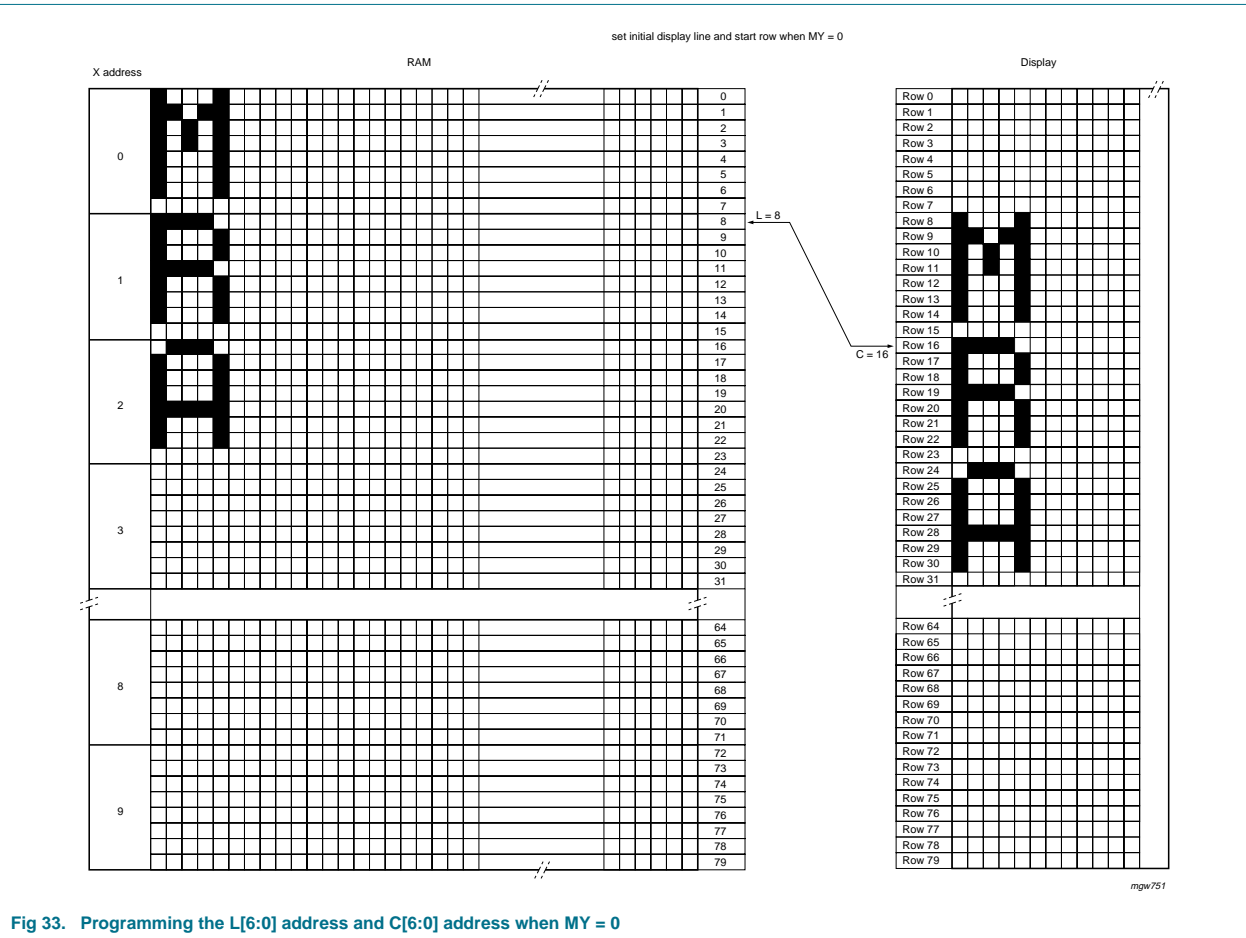 set initial display line and start row when MY = 0
RAM
Display
X address
0
1
2
3
8
9
0
1
2
3
4
5
6
7
8
9
10
11
12
13
14
15
16
17
18
19
20
21
22
23
24
25
26
27
28
29
30
31
64
65
66
67
68
69
70
71
72
73
74
75
76
77
78
79
L = 8
C = 16
Row 0
Row 1
Row 2
Row 3
Row 4
Row 5
Row 6
Row 7
Row 8
Row 9
Row 10
Row 11
Row 12
Row 13
Row 14
Row 15
Row 16
Row 17
Row 18
Row 19
Row 20
Row 21
Row 22
Row 23
Row 24
Row 25
Row 26
Row 27
Row 28
Row 29
Row 30
Row 31
Row 64
Row 65
Row 66
Row 67
Row 68
Row 69
Row 70
Row 71
Row 72
Row 73
Row 74
Row 75
Row 76
Row 77
Row 78
Row 79
M
R
A
M
R
A
mgw751
Fig 33. Programming the L[6:0] address and C[6:0] address when MY = 0